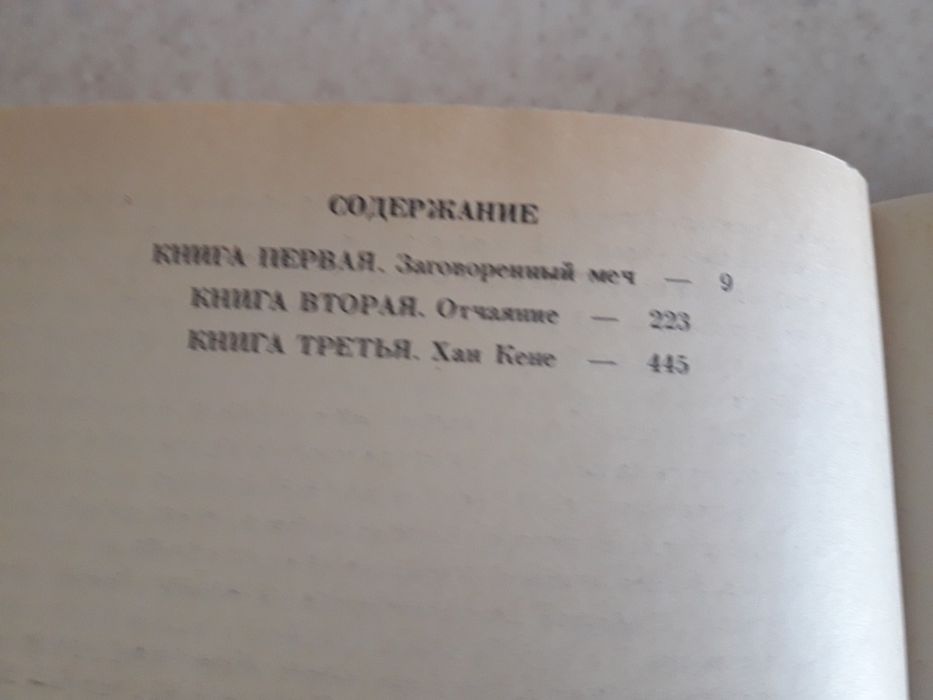 СОДЕРЖАНИЕ
КНИГА ПЕРВАЯ. Заговоренный меч — 9
КНИГА ВТОРАЯ. Отчаяние — 223
КНИГА ТРЕТЬЯ. Хан Кене — 445